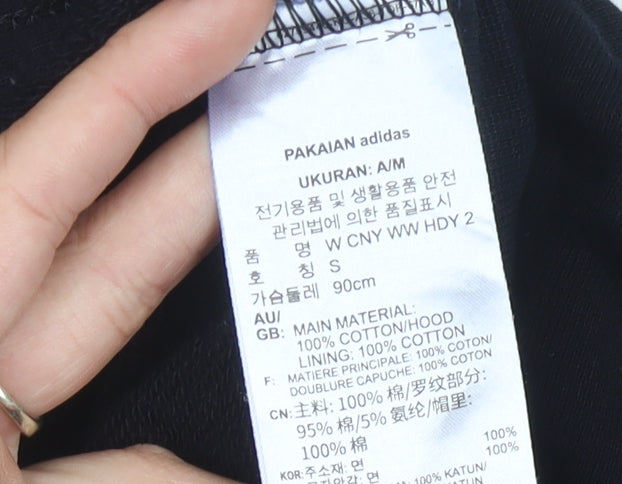 PAKAIAN adidas
UKURAN: A/M
전기용품 및 생활용품 안전
관리법에 의한 품질표시
품 명 W CNY WW HDY 2
호 칭 S
가슴둘레 90cm
AU/
GB: MAIN MATERIAL:
100% COTTON/HOOD
LINING: 100% COTTON
F: MATIERE PRINCIPALE: 100% COTON/
DOUBLURE CAPUCHE: 100% COTON
CN: 主料: 100% 棉/罗纹部分:
95% 棉/5% 氨纶/帽里:
100% 棉
KOR: 주소재: 면 100%
면 100%
100% KATUN/
KATUN